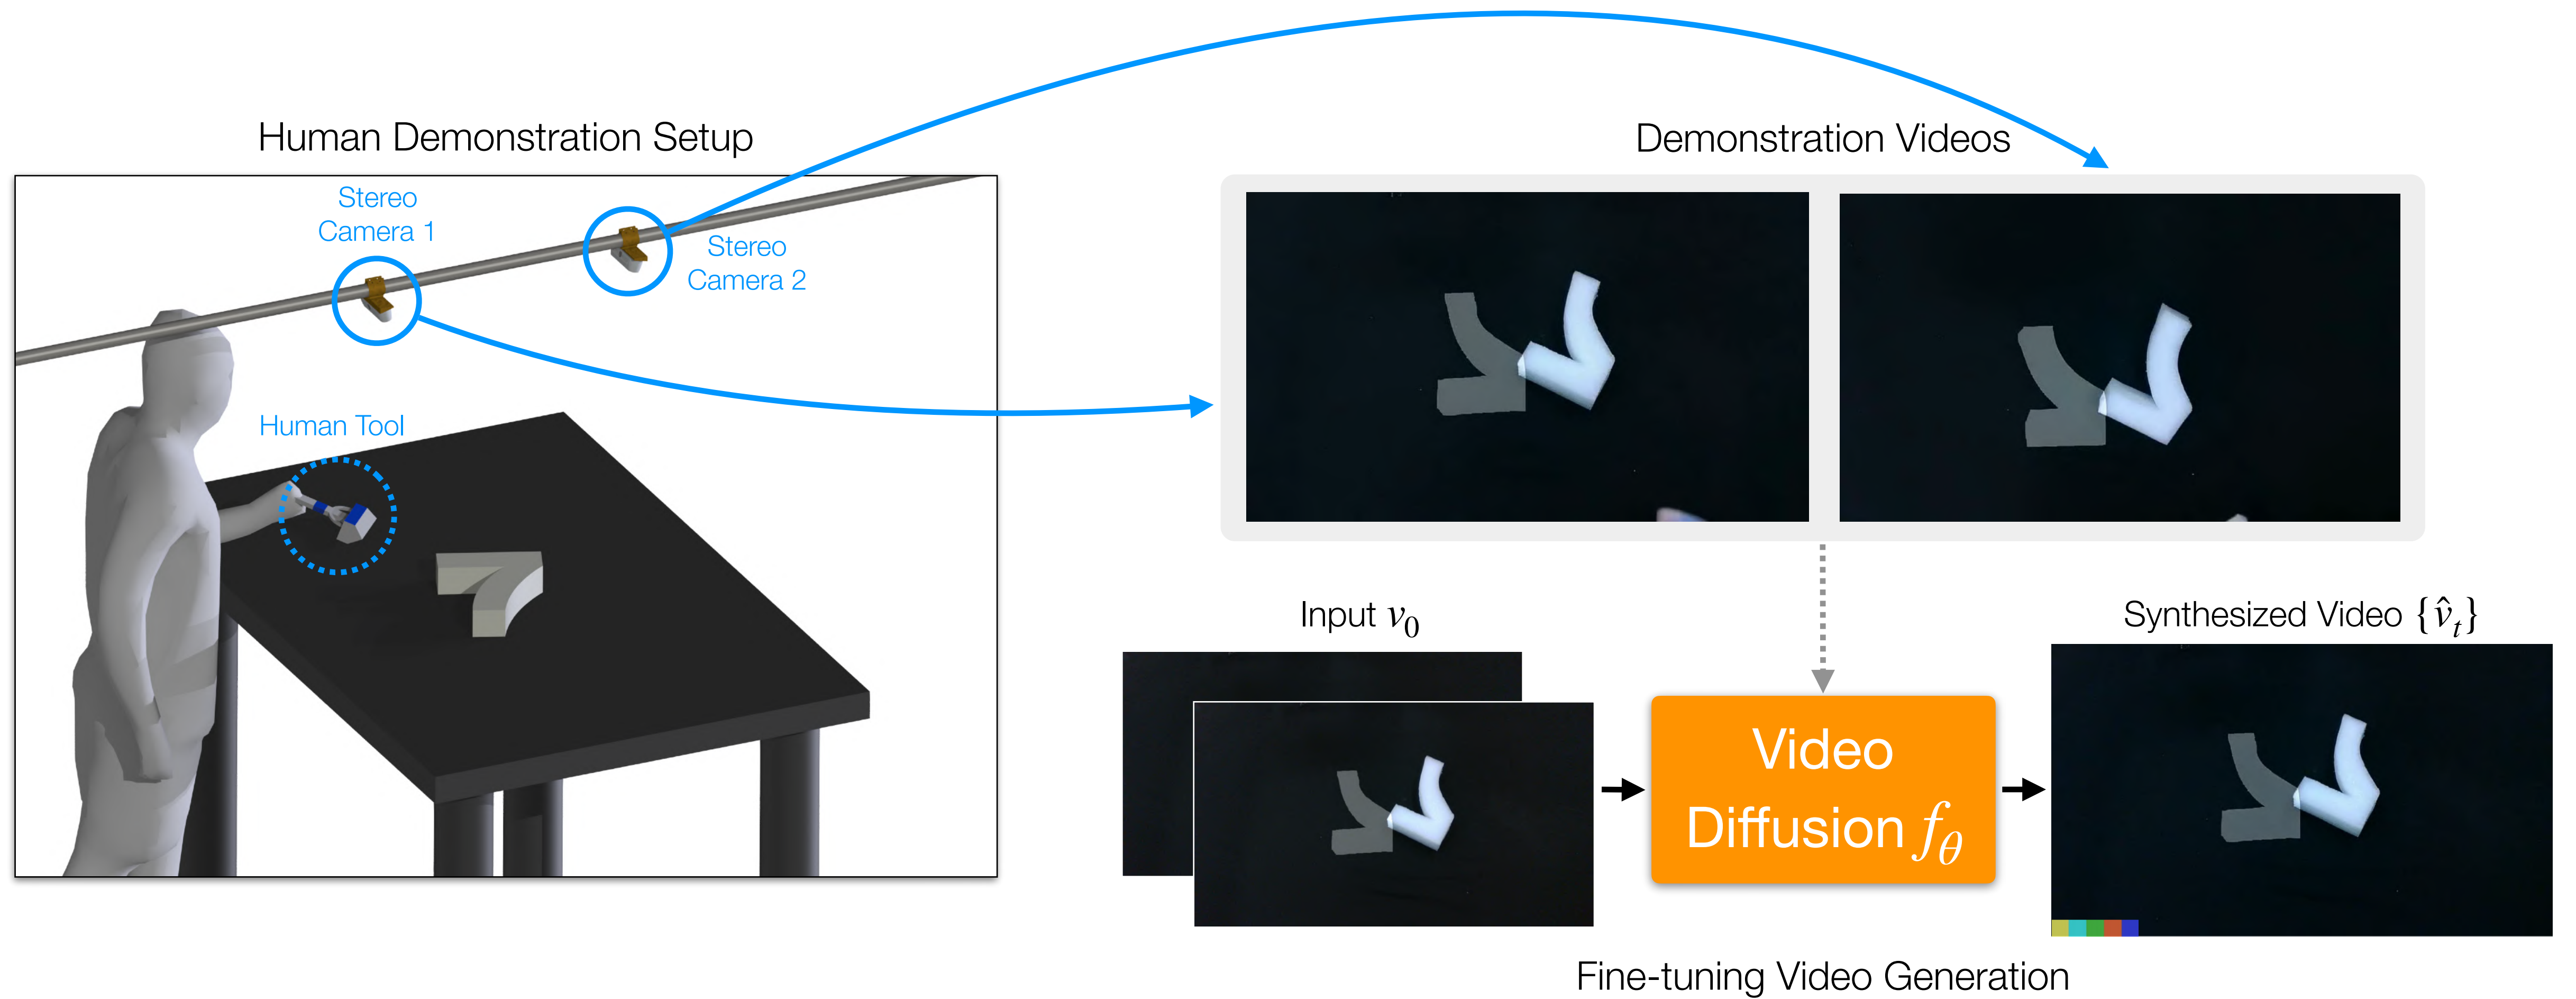 Human Demonstration Setup
Stereo
Camera 1
Stereo
Camera 2
Human Tool
Demonstration Videos
Input v₀
Video
Diffusion f_θ
Synthesized Video {v̂ₜ}
Fine-tuning Video Generation